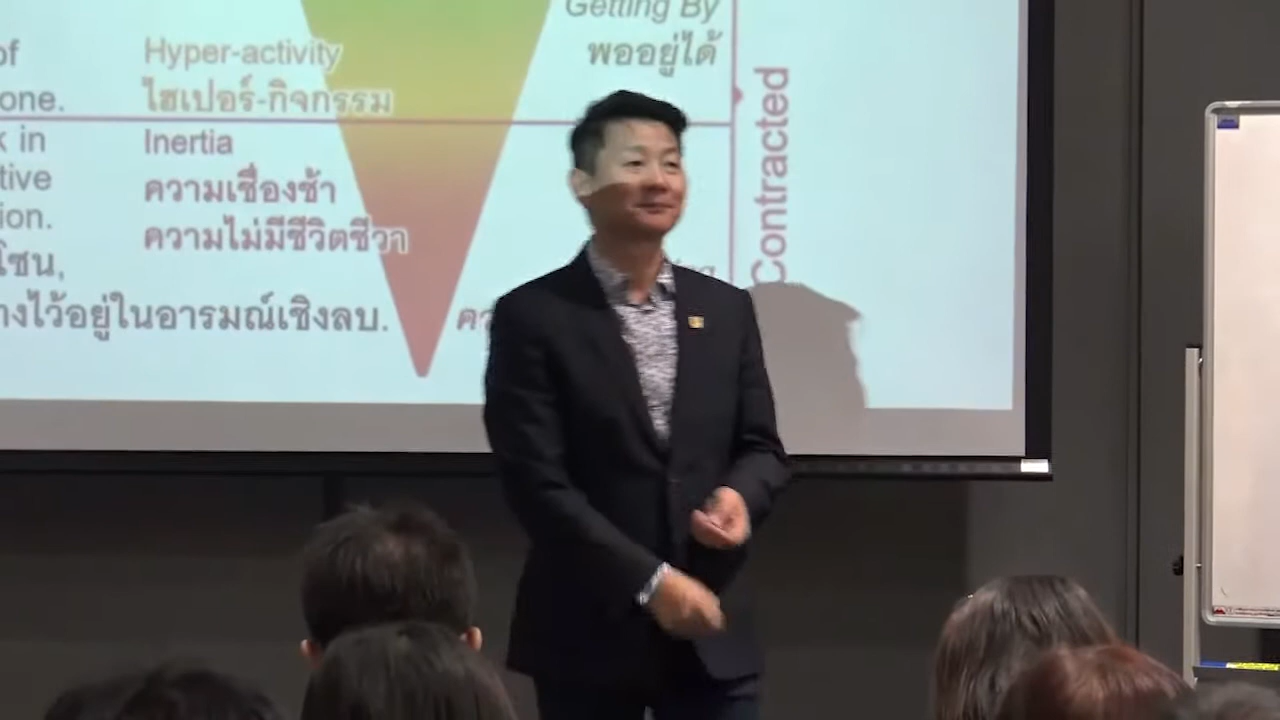 Getting By
พออยู่ได้
of
one.
Hyper-activity
ไฮเปอร์-กิจกรรม
k in
tive
ion.
โซน,
Inertia
ความเชื่องช้า
ความไม่มีชีวิตชีวา
างไว้อยู่ในอารมณ์เชิงลบ.
Contracted